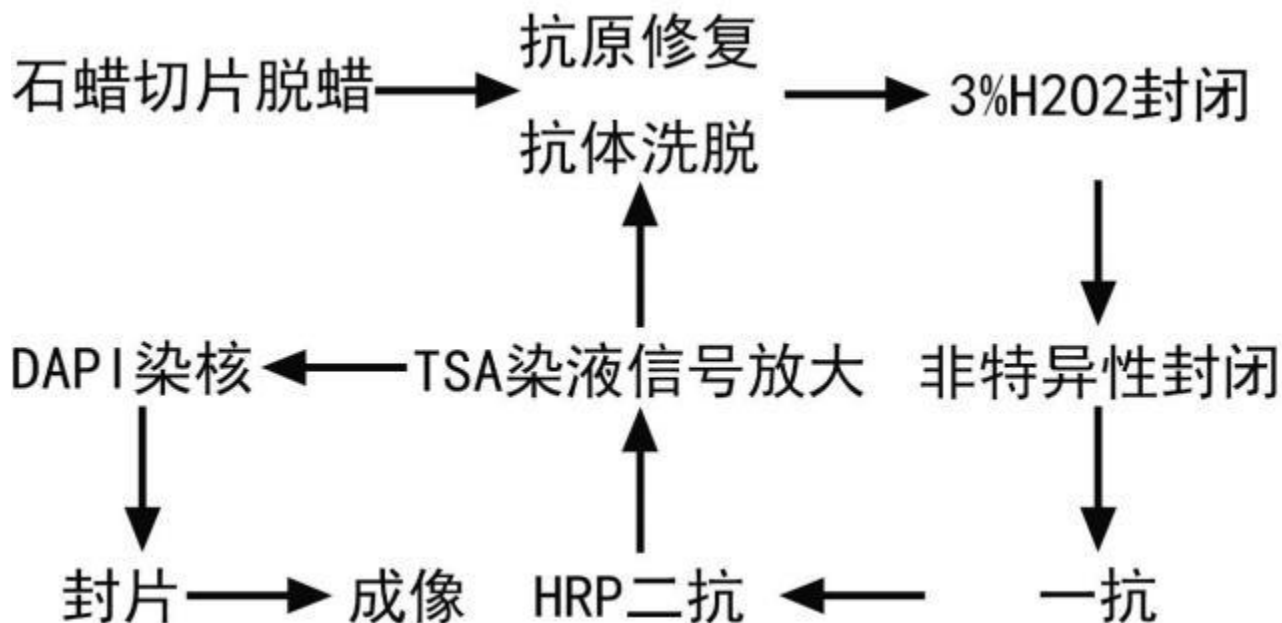 石蜡切片脱蜡
抗原修复
抗体洗脱
3%H2O2封闭
DAPI染核
TSA染液信号放大
非特异性封闭
封片
成像
HRP二抗
一抗